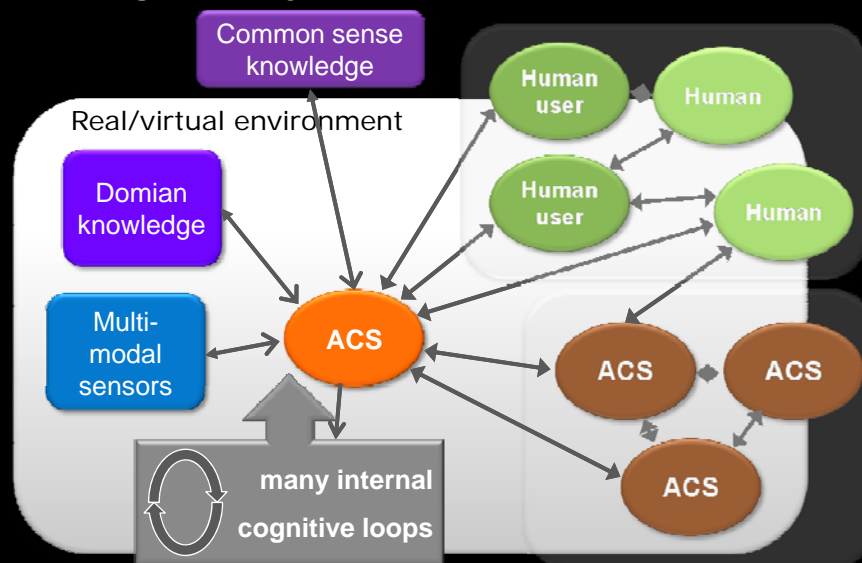 Common sense
knowledge
Human
user
Human
Real/virtual environment
Domian
knowledge
Human
user
Human
Multi-
modal
sensors
ACS
ACS
ACS
ACS
many internal
cognitive loops